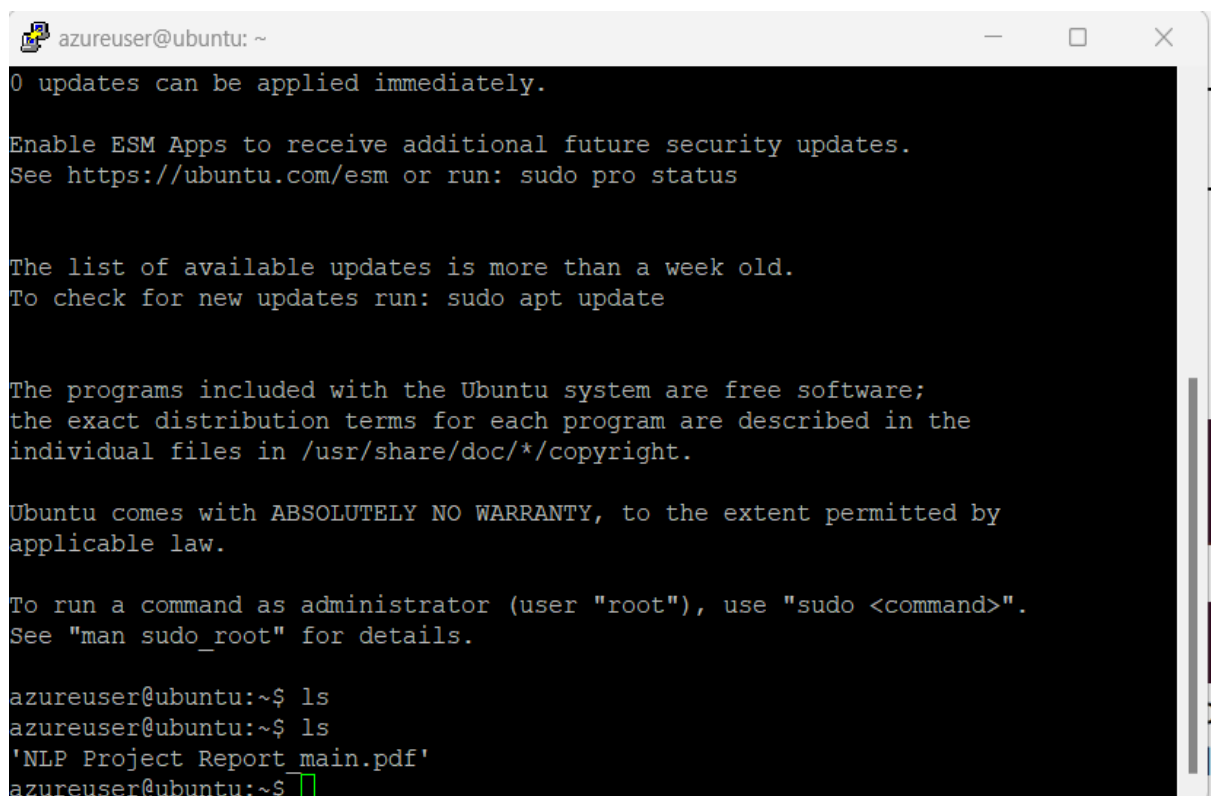 azureuser@ubuntu: ~
0 updates can be applied immediately.
Enable ESM Apps to receive additional future security updates.
See https://ubuntu.com/esm or run: sudo pro status
The list of available updates is more than a week old.
To check for new updates run: sudo apt update
The programs included with the Ubuntu system are free software;
the exact distribution terms for each program are described in the
individual files in /usr/share/doc/*/copyright.
Ubuntu comes with ABSOLUTELY NO WARRANTY, to the extent permitted by
applicable law.
To run a command as administrator (user "root"), use "sudo <command>".
See "man sudo_root" for details.
azureuser@ubuntu:~$ ls
azureuser@ubuntu:~$ ls
'NLP Project Report_main.pdf'
azureuser@ubuntu:~$